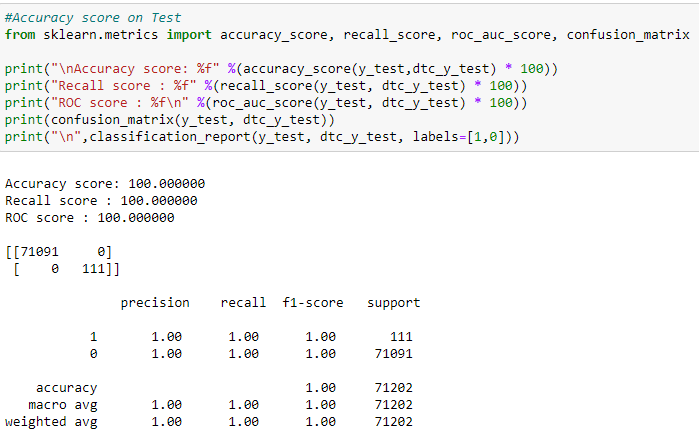 #Accuracy score on Test
from sklearn.metrics import accuracy_score, recall_score, roc_auc_score, confusion_matrix
print("\nAccuracy score: %f" %(accuracy_score(y_test,dtc_y_test) * 100))
print("Recall score : %f" %(recall_score(y_test, dtc_y_test) * 100))
print("ROC score : %f\n" %(roc_auc_score(y_test, dtc_y_test) * 100))
print(confusion_matrix(y_test, dtc_y_test))
print("\n",classification_report(y_test, dtc_y_test, labels=[1,0]))
Accuracy score: 100.000000
Recall score : 100.000000
ROC score : 100.000000
[[71091     0]
 [    0   111]]
              precision    recall  f1-score   support
           1       1.00      1.00      1.00       111
           0       1.00      1.00      1.00     71091
    accuracy                           1.00     71202
   macro avg       1.00      1.00      1.00     71202
weighted avg       1.00      1.00      1.00     71202